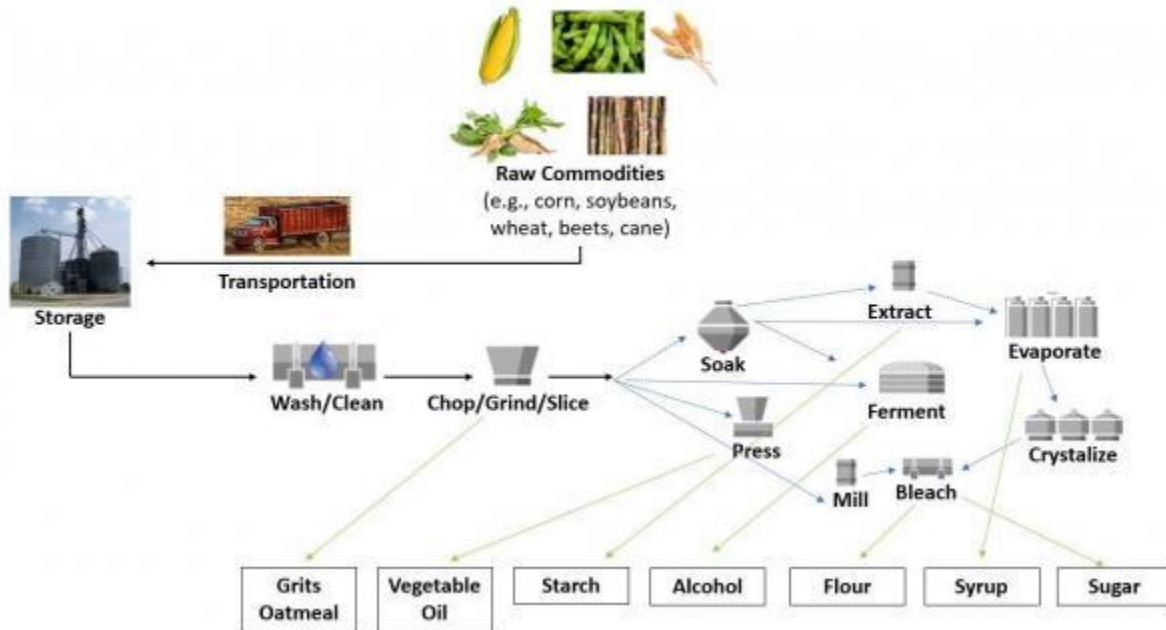 Raw Commodities
(e.g., corn, soybeans,
wheat, beets, cane)
Transportation
Storage
Wash/Clean
Chop/Grind/Slice
Soak
Extract
Evaporate
Ferment
Press
Crystalize
Mill
Bleach
Grits
Oatmeal
Vegetable
Oil
Starch
Alcohol
Flour
Syrup
Sugar